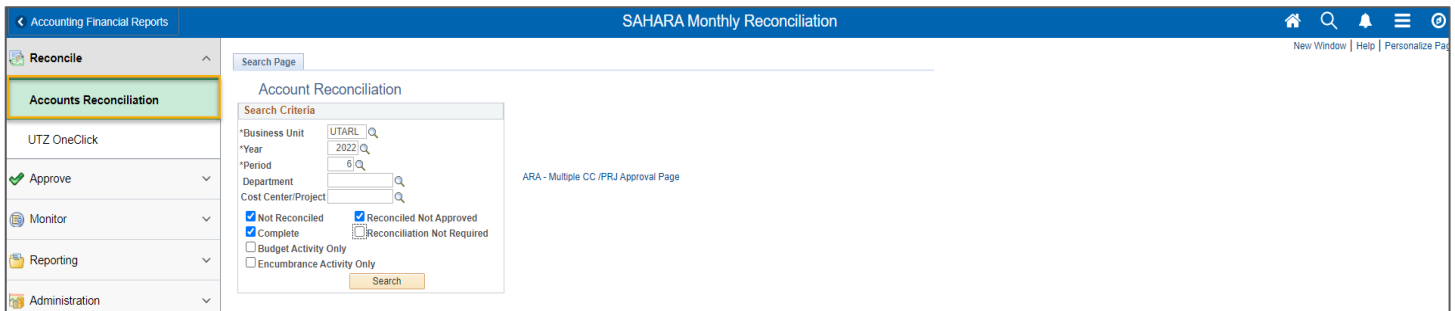 Accounting Financial Reports
SAHARA Monthly Reconciliation
New Window | Help | Personalize Pag
Reconcile
Accounts Reconciliation
UTZ OneClick
Approve
Monitor
Reporting
Administration
Search Page
Account Reconciliation
Search Criteria
*Business Unit UTARL
*Year 2022
*Period 6
Department
Cost Center/Project
Not Reconciled Reconciled Not Approved
Complete Reconciliation Not Required
Budget Activity Only
Encumbrance Activity Only
Search
ARA - Multiple CC /PRJ Approval Page